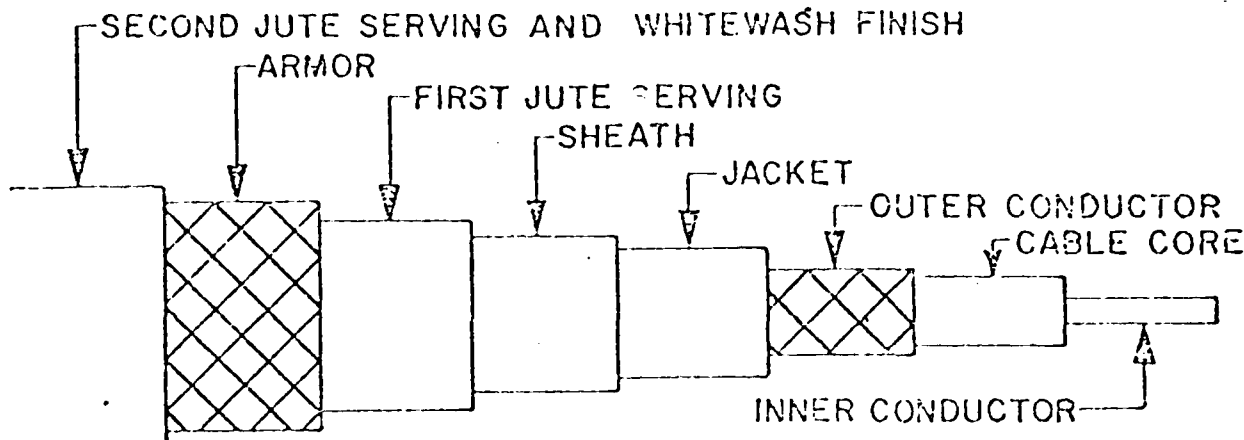 SECOND JUTE SERVING AND WHITEWASH FINISH
ARMOR
FIRST JUTE SERVING
SHEATH
JACKET
OUTER CONDUCTOR
CABLE CORE
INNER CONDUCTOR